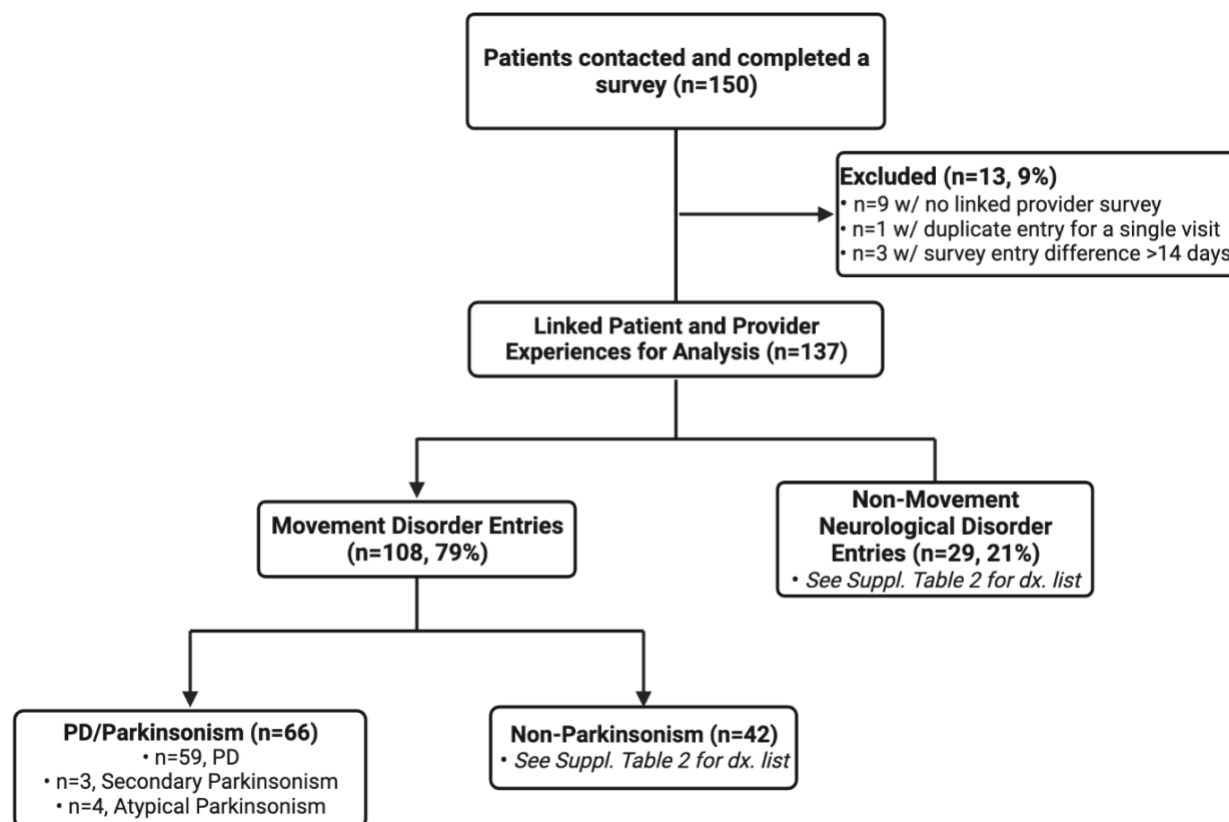 Patients contacted and completed a
survey (n=150)
Excluded (n=13, 9%)
• n=9 w/ no linked provider survey
• n=1 w/ duplicate entry for a single visit
• n=3 w/ survey entry difference >14 days
Linked Patient and Provider
Experiences for Analysis (n=137)
Movement Disorder Entries
(n=108, 79%)
Non-Movement
Neurological Disorder
Entries (n=29, 21%)
• See Suppl. Table 2 for dx. list
PD/Parkinsonism (n=66)
• n=59, PD
• n=3, Secondary Parkinsonism
• n=4, Atypical Parkinsonism
Non-Parkinsonism (n=42)
• See Suppl. Table 2 for dx. list